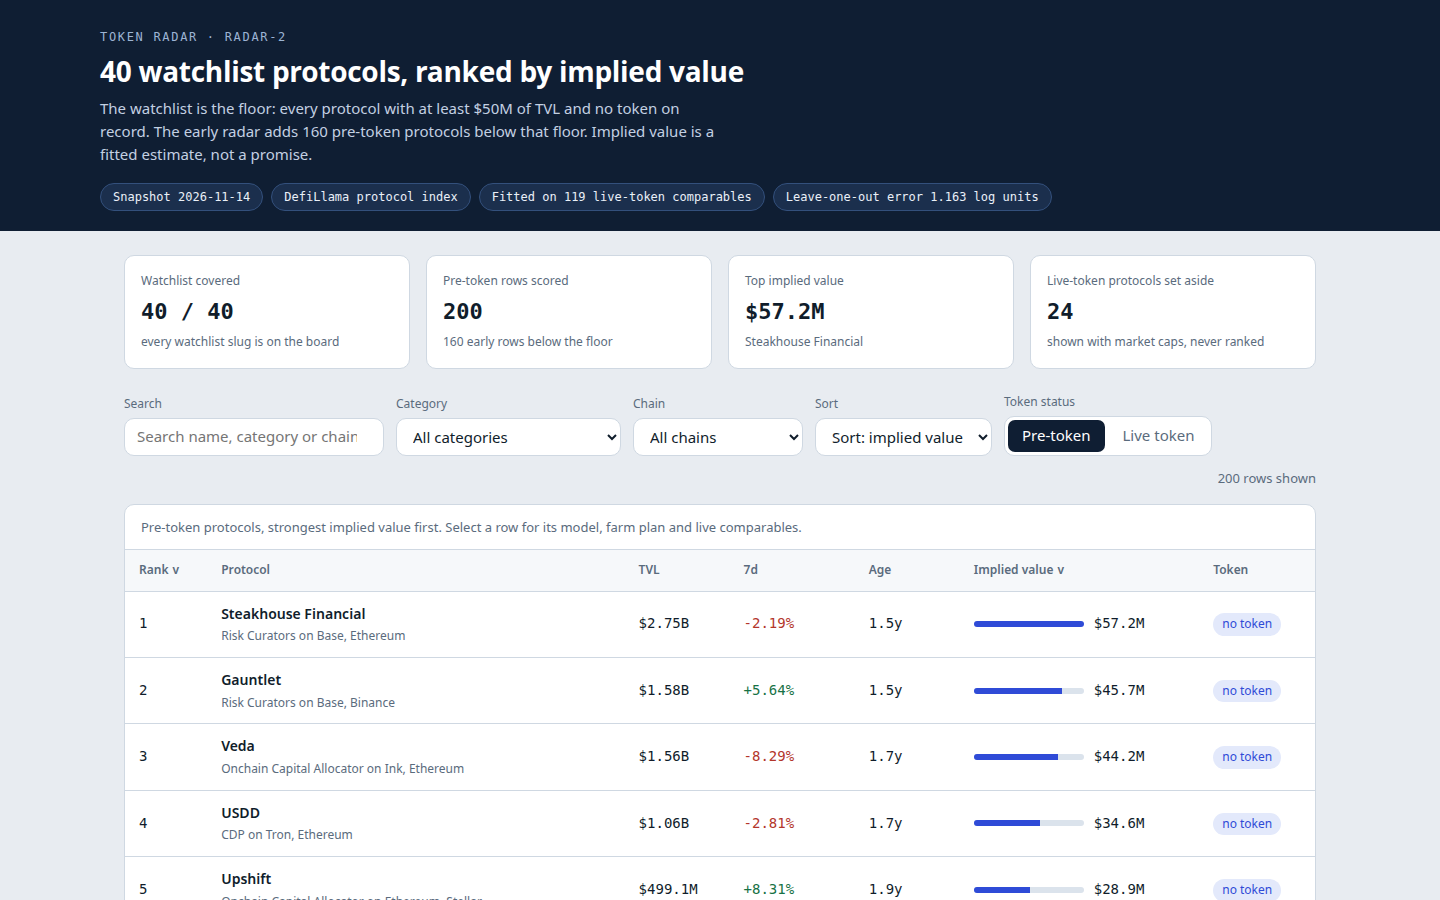 TOKEN RADAR · RADAR-2
40 watchlist protocols, ranked by implied value
The watchlist is the floor: every protocol with at least $50M of TVL and no token on
record. The early radar adds 160 pre-token protocols below that floor. Implied value is a
fitted estimate, not a promise.
Snapshot 2026-11-14 DefiLlama protocol index Fitted on 119 live-token comparables Leave-one-out error 1.163 log units
Watchlist covered
40 / 40
every watchlist slug is on the board
Pre-token rows scored
200
160 early rows below the floor
Top implied value
$57.2M
Steakhouse Financial
Live-token protocols set aside
24
shown with market caps, never ranked
Search Category Chain Sort Token status
Search name, category or chain All categories All chains Sort: implied value Pre-token Live token
200 rows shown
Pre-token protocols, strongest implied value first. Select a row for its model, farm plan and live comparables.
Rank v Protocol TVL 7d Age Implied value v Token
1 Steakhouse Financial $2.75B -2.19% 1.5y $57.2M no token
Risk Curators on Base, Ethereum
2 Gauntlet $1.58B +5.64% 1.5y $45.7M no token
Risk Curators on Base, Binance
3 Veda $1.56B -8.29% 1.7y $44.2M no token
Onchain Capital Allocator on Ink, Ethereum
4 USDD $1.06B -2.81% 1.7y $34.6M no token
CDP on Tron, Ethereum
5 Upshift $499.1M +8.31% 1.9y $28.9M no token
Onchain Capital Allocator on Ethereum, Stellar